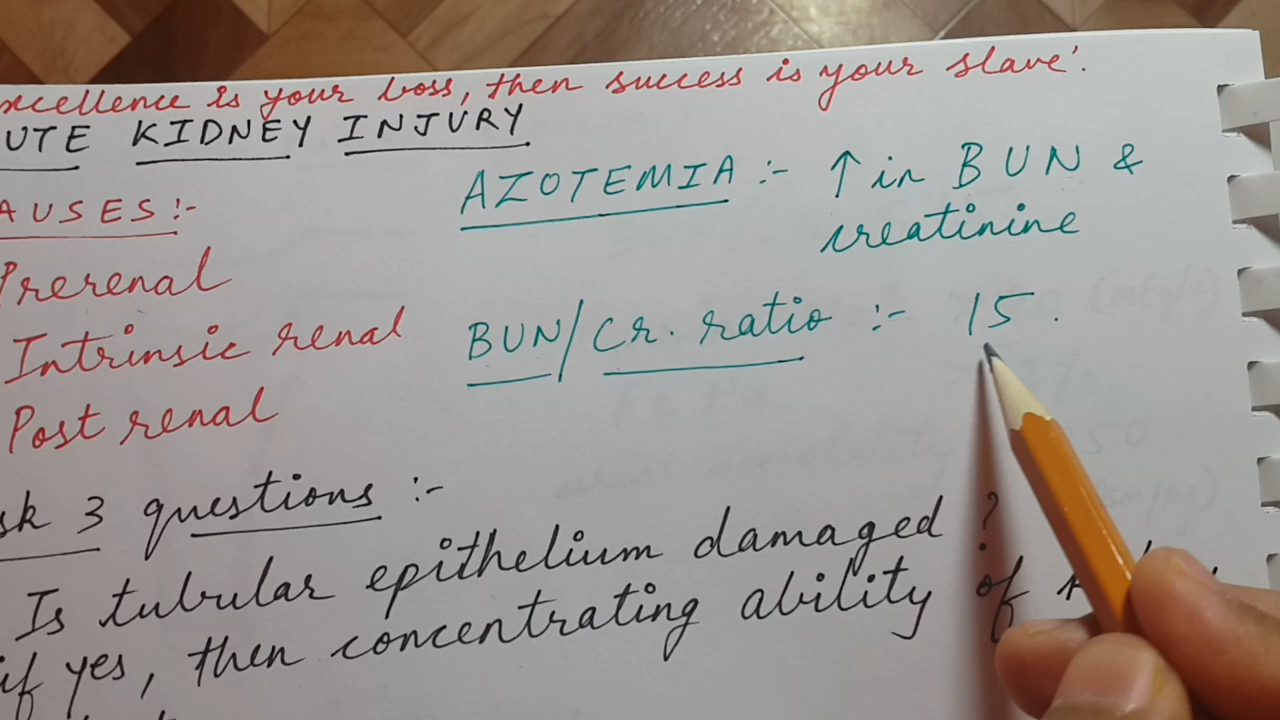 xcellence is your boss, then success is your slave'.
UTE KIDNEY INJURY
AUSES:-
Prerenal
Intrinsic renal
Post renal
AZOTEMIA :- ↑ in BUN &
creatinine
BUN/Cr. ratio :- 15.
sk 3 questions :-
Is tubular epithelium damaged ?
if yes, then concentrating ability of